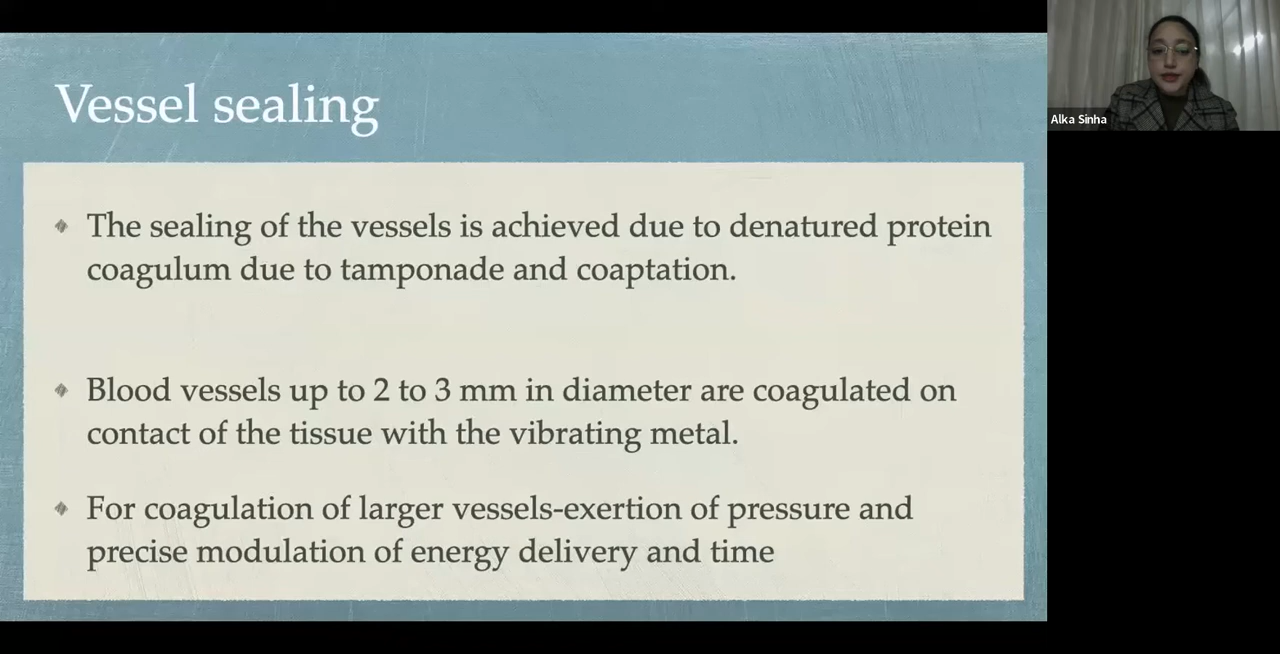 Vessel sealing
The sealing of the vessels is achieved due to denatured protein
coagulum due to tamponade and coaptation.
Blood vessels up to 2 to 3 mm in diameter are coagulated on
contact of the tissue with the vibrating metal.
For coagulation of larger vessels-exertion of pressure and
precise modulation of energy delivery and time
Alka Sinha